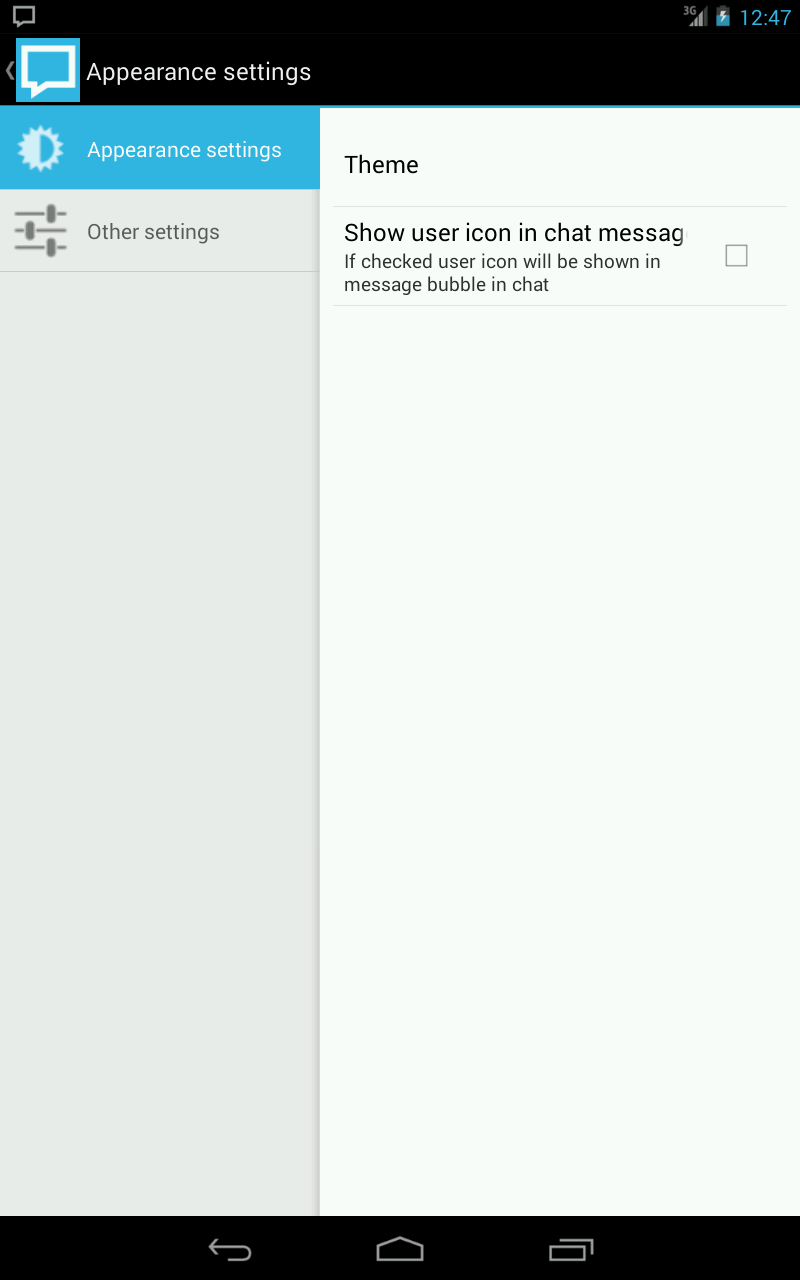 3G
12:47
Appearance settings
Appearance settings
Other settings
Theme
Show user icon in chat messag
If checked user icon will be shown in
message bubble in chat